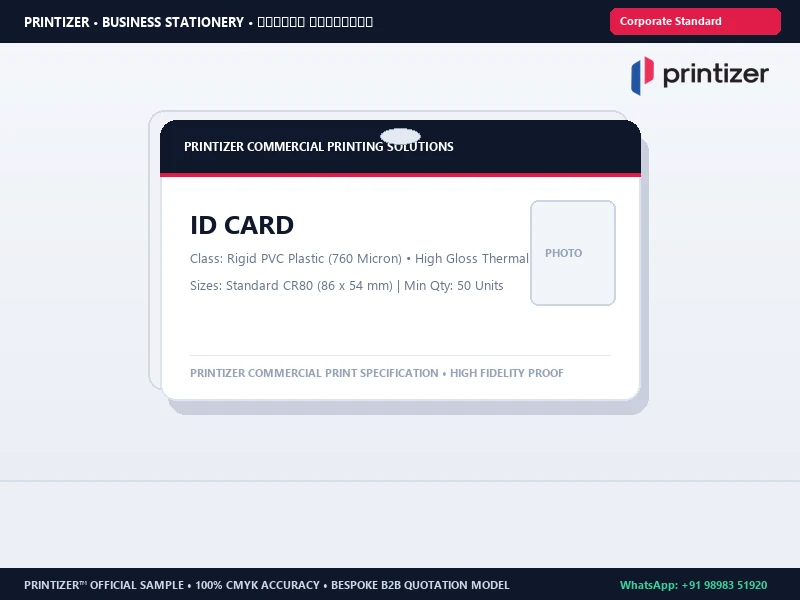 PRINTIZER • BUSINESS STATIONERY •
Corporate Standard
printizer
PRINTIZER COMMERCIAL PRINTING SOLUTIONS
ID CARD
Class: Rigid PVC Plastic (760 Micron) • High Gloss Thermal
Sizes: Standard CR80 (86 x 54 mm) | Min Qty: 50 Units
PHOTO
PRINTIZER COMMERCIAL PRINT SPECIFICATION • HIGH FIDELITY PROOF
PRINTIZER™ OFFICIAL SAMPLE • 100% CMYK ACCURACY • BESPOKE B2B QUOTATION MODEL
WhatsApp: +91 98983 51920